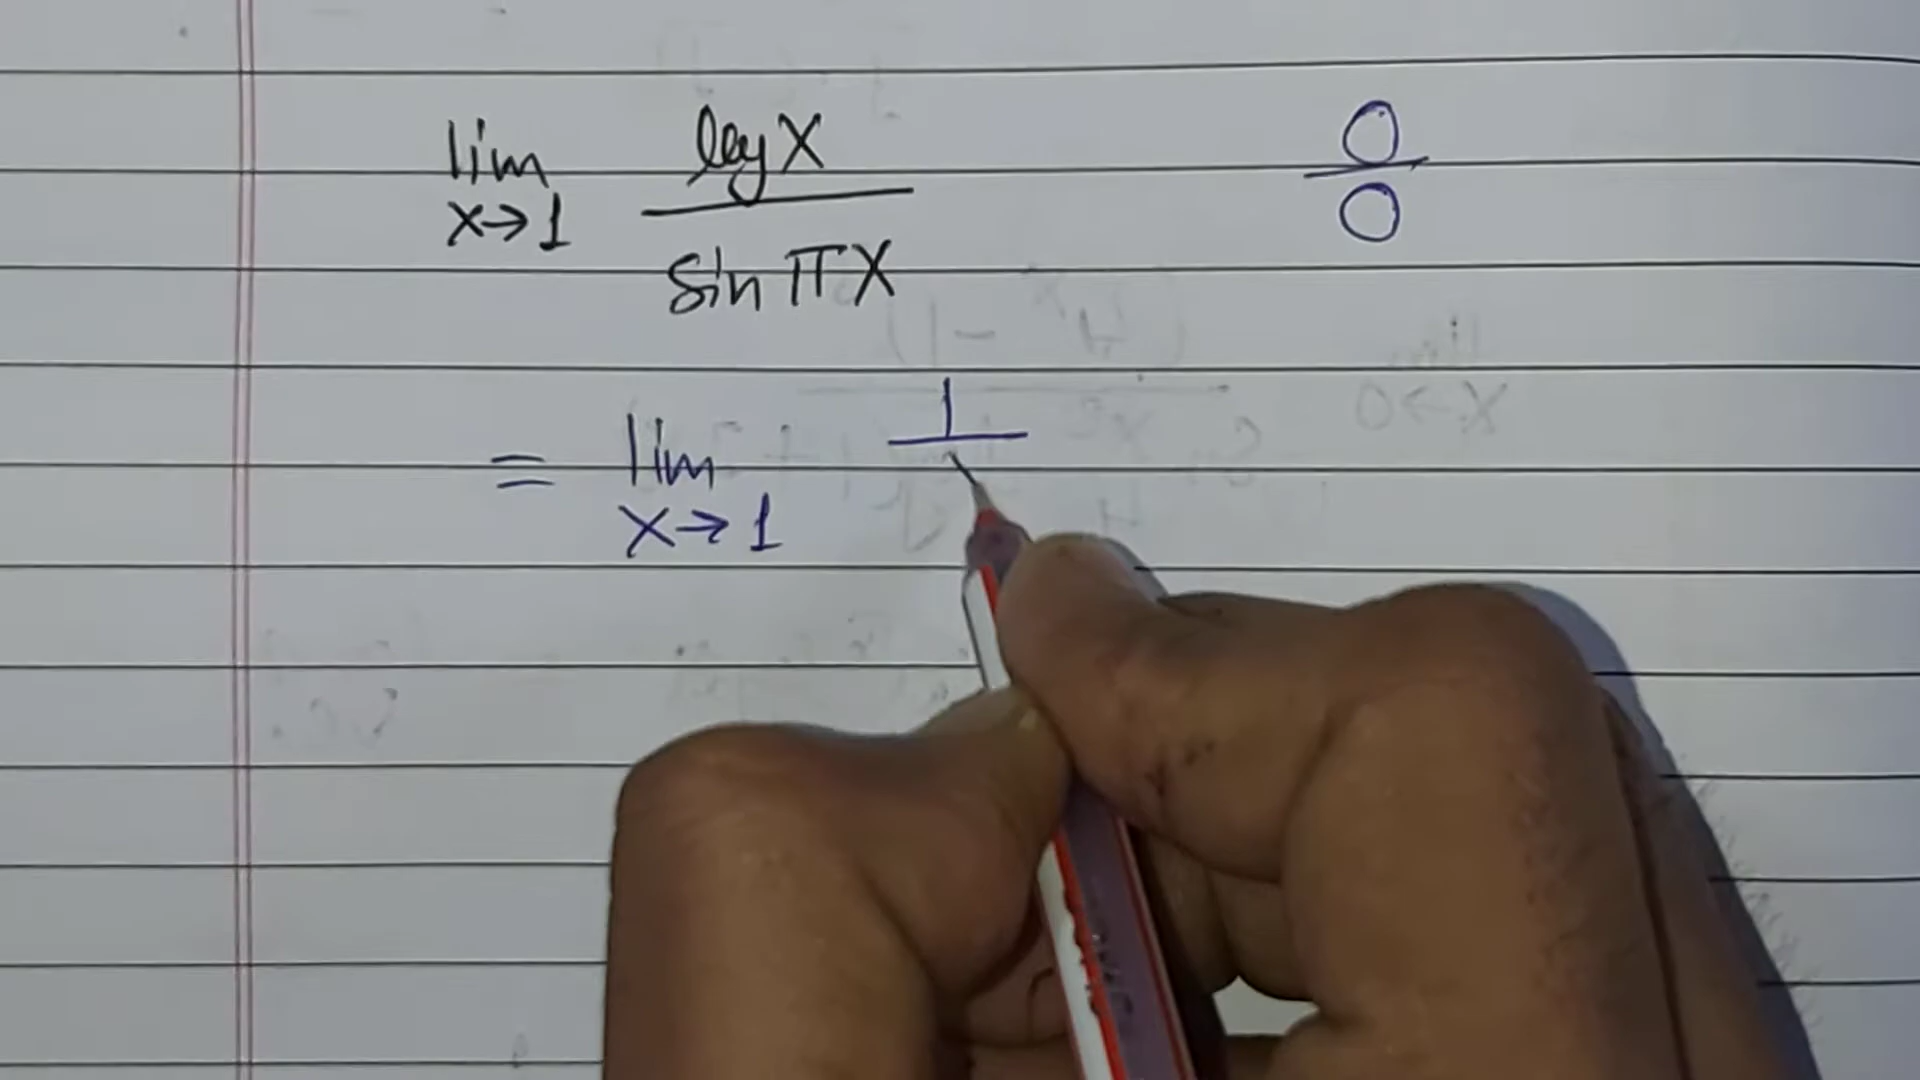 lim log x / sin πx 0/0
x→1
= lim 1/
x→1